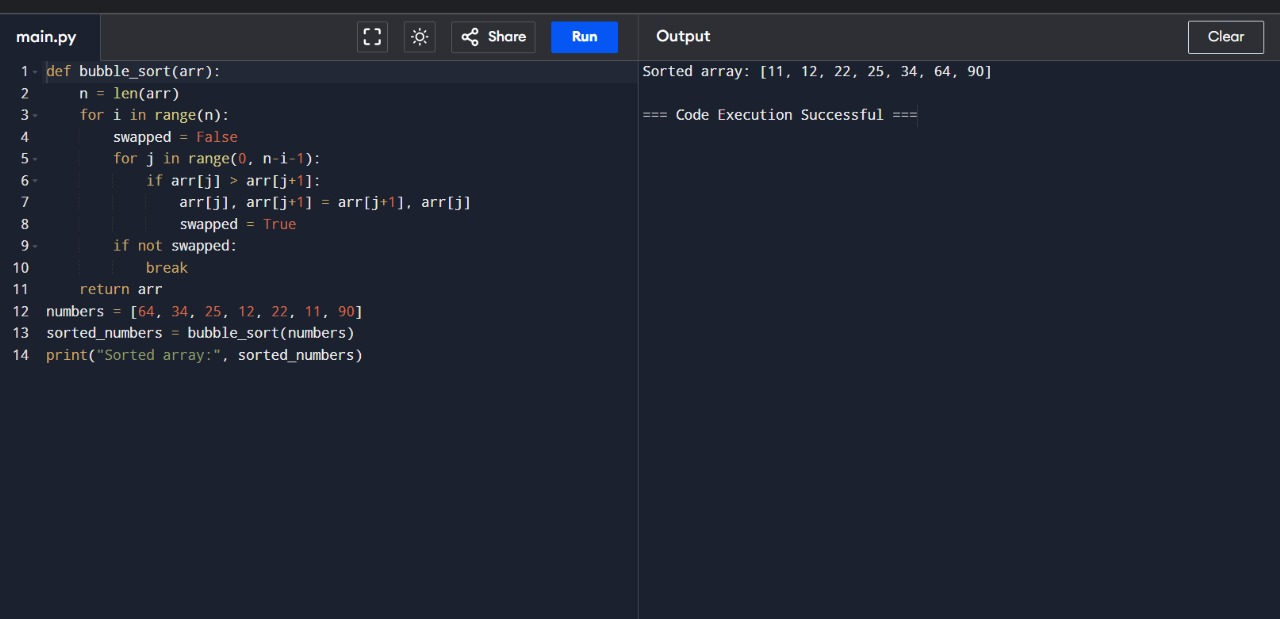 main.py Share Run Output Clear
1 def bubble_sort(arr):
2     n = len(arr)
3     for i in range(n):
4         swapped = False
5         for j in range(0, n-i-1):
6             if arr[j] > arr[j+1]:
7                 arr[j], arr[j+1] = arr[j+1], arr[j]
8                 swapped = True
9         if not swapped:
10             break
11     return arr
12 numbers = [64, 34, 25, 12, 22, 11, 90]
13 sorted_numbers = bubble_sort(numbers)
14 print("Sorted array:", sorted_numbers)
Sorted array: [11, 12, 22, 25, 34, 64, 90]
=== Code Execution Successful ===